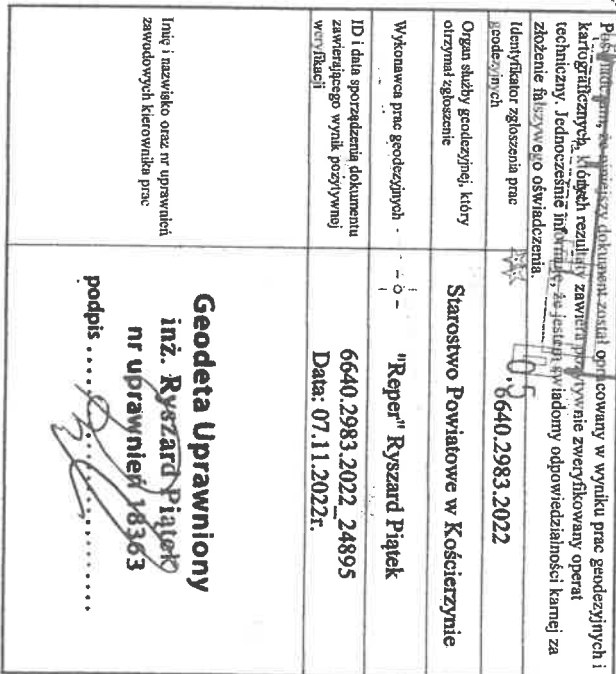 Poświadczam, że niniejszy dokument został opracowany w wyniku prac geodezyjnych i
kartograficznych, których rezultaty zawiera pozytywnie zweryfikowany operat
techniczny. Jednocześnie informuję, że jestem świadomy odpowiedzialności karnej za
złożenie fałszywego oświadczenia.
Identyfikator zgłoszenia prac
geodezyjnych
6640.2983.2022
Organ służby geodezyjnej, który
otrzymał zgłoszenie
Starostwo Powiatowe w Kościerzynie
Wykonawca prac geodezyjnych
"Reper" Ryszard Piątek
ID i data sporządzenia dokumentu
zawierającego wynik pozytywnej
weryfikacji
6640.2983.2022_24895
Data: 07.11.2022r.
Imię i nazwisko oraz nr uprawnień
zawodowych kierownika prac
Geodeta Uprawniony
inż. Ryszard Piątek
nr uprawnień 18363
podpis ....................